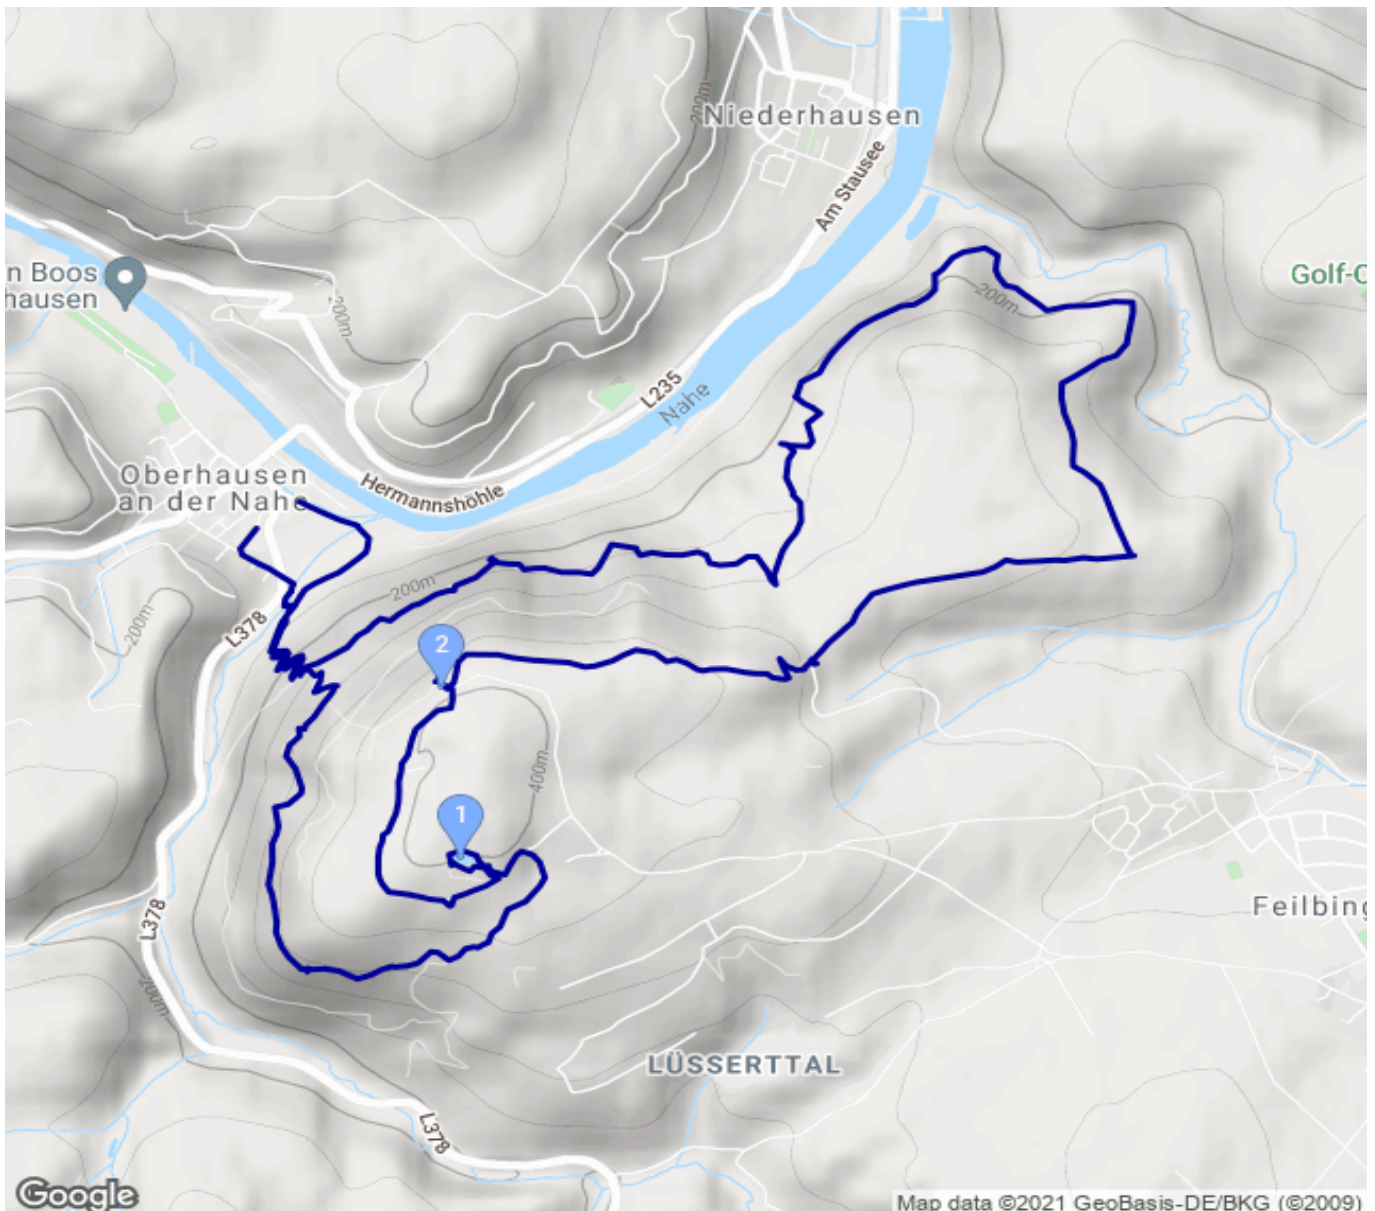 200m
Niederhausen
Am Stausee
n Boos
hausen
Golf-C
200m
200m
L235
Nahe
Oberhausen
an der Nahe
Hermannshöhle
200m
200m
L378
2
400m
1
Feilbing
L378
200m
LÜSSERTTAL
L378
Google
Map data ©2021 GeoBasis-DE/BKG (©2009)